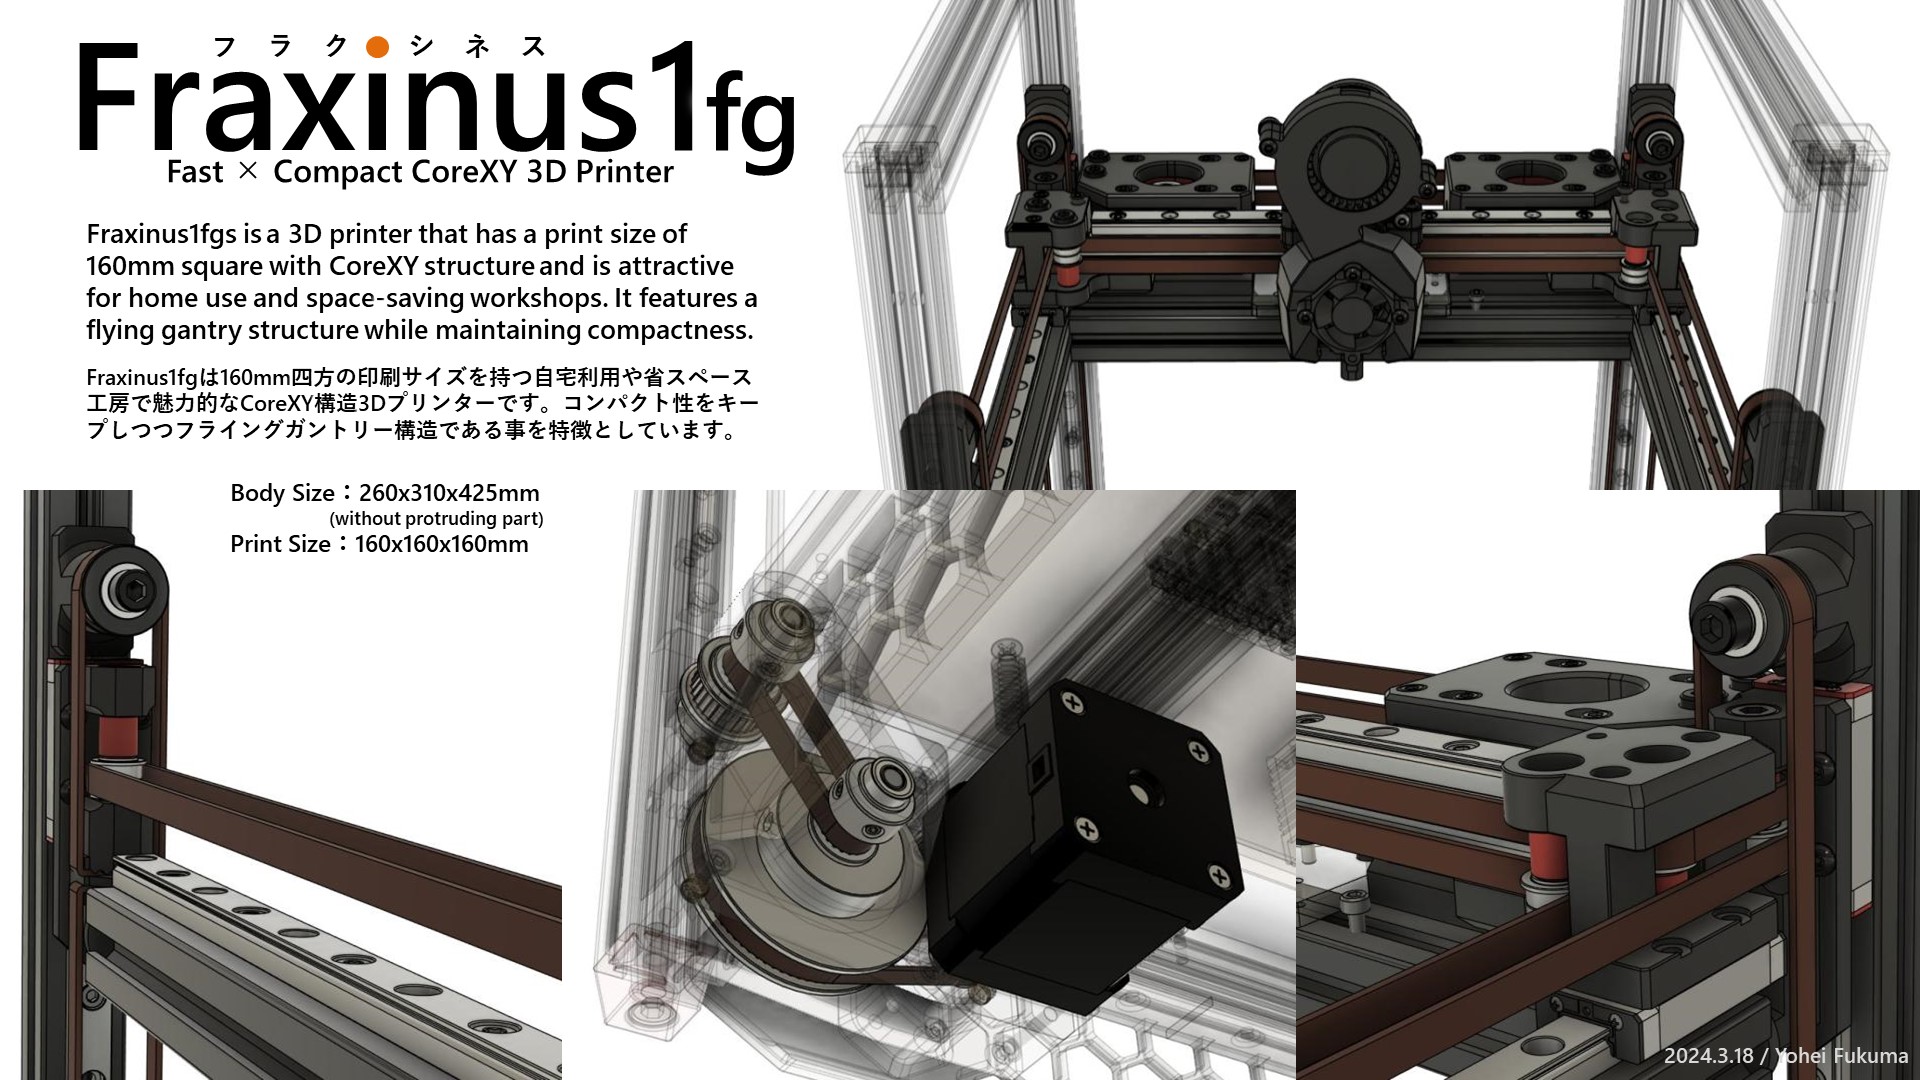 フラクシネス
Fraxinus1fg
Fast × Compact CoreXY 3D Printer
Fraxinus1fgs is a 3D printer that has a print size of
160mm square with CoreXY structure and is attractive
for home use and space-saving workshops. It features a
flying gantry structure while maintaining compactness.
Fraxinus1fgは160mm四方の印刷サイズを持つ自宅利用や省スペース
工房で魅力的なCoreXY構造3Dプリンターです。コンパクト性をキー
プしつつフライングガントリー構造である事を特徴としています。
Body Size：260x310x425mm
(without protruding part)
Print Size：160x160x160mm
2024.3.18 / Yohei Fukuma